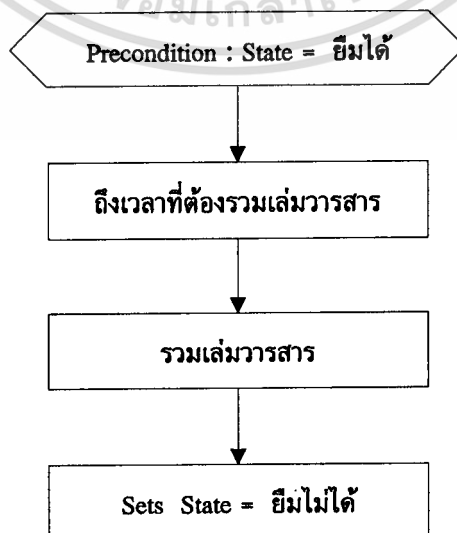 Precondition : State = ยืมได้
ถึงเวลาที่ต้องรวมเล่มวารสาร
รวมเล่มวารสาร
Sets State = ยืมไม่ได้